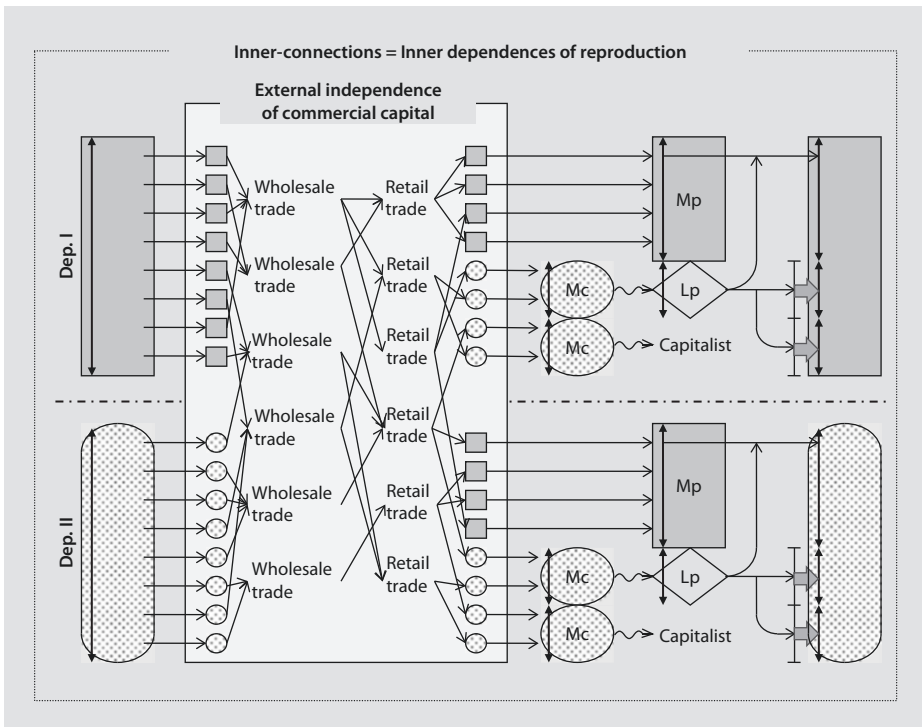 Inner-connections = Inner dependences of reproduction
External independence
of commercial capital
Dep. I
Wholesale
trade
Wholesale
trade
Wholesale
trade
Wholesale
trade
Wholesale
trade
Wholesale
trade
Retail
trade
Retail
trade
Retail
trade
Retail
trade
Retail
trade
Retail
trade
Mp
Mc
Lp
Mc
Capitalist
Dep. II
Mp
Mc
Lp
Mc
Capitalist